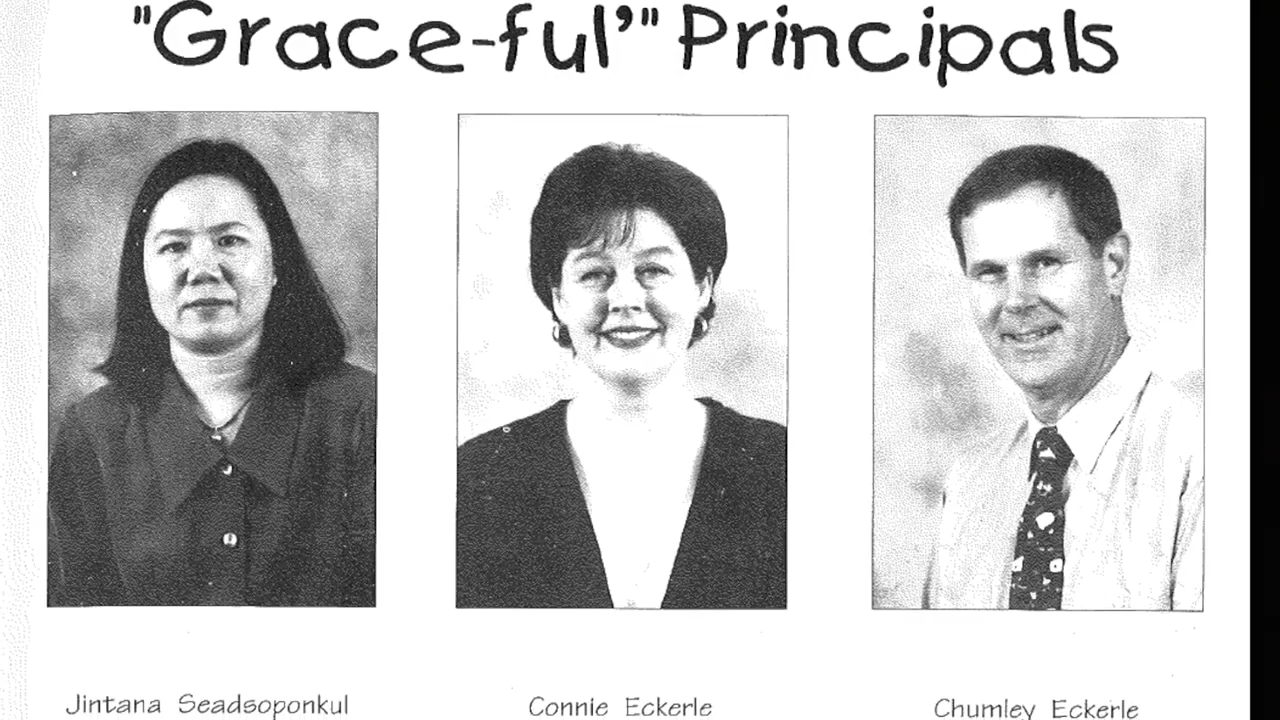 "Grace-ful'" Principals
Jintana Seadsoponkul
Connie Eckerle
Chumley Eckerle